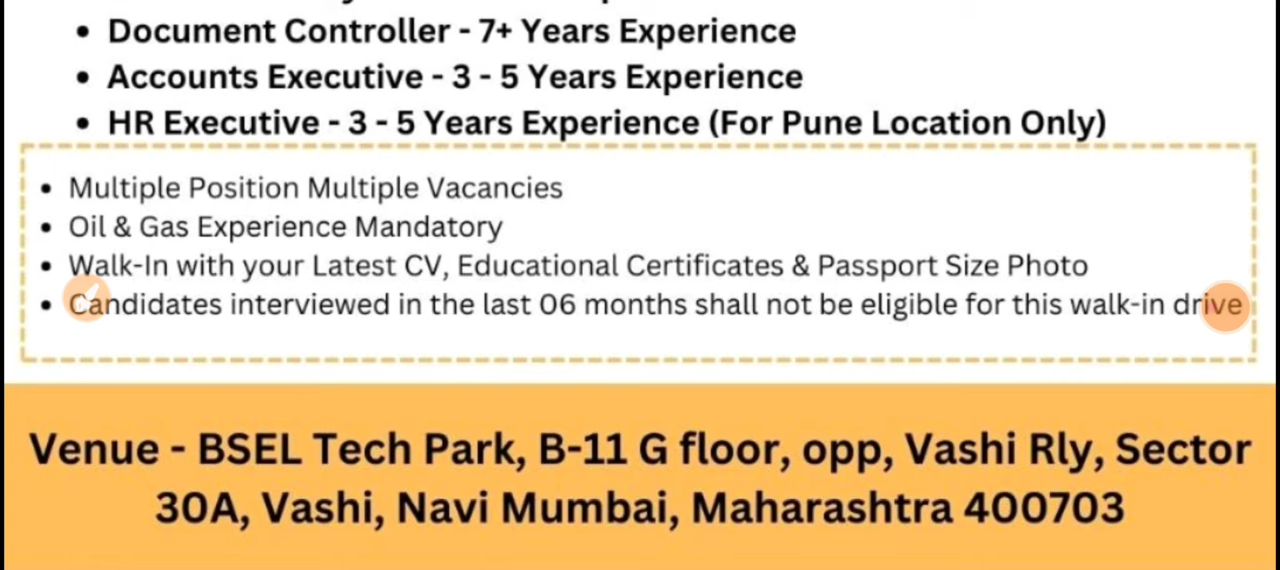 • Document Controller - 7+ Years Experience
• Accounts Executive - 3 - 5 Years Experience
• HR Executive - 3 - 5 Years Experience (For Pune Location Only)
• Multiple Position Multiple Vacancies
• Oil & Gas Experience Mandatory
• Walk-In with your Latest CV, Educational Certificates & Passport Size Photo
• Candidates interviewed in the last 06 months shall not be eligible for this walk-in drive
Venue - BSEL Tech Park, B-11 G floor, opp, Vashi Rly, Sector
30A, Vashi, Navi Mumbai, Maharashtra 400703